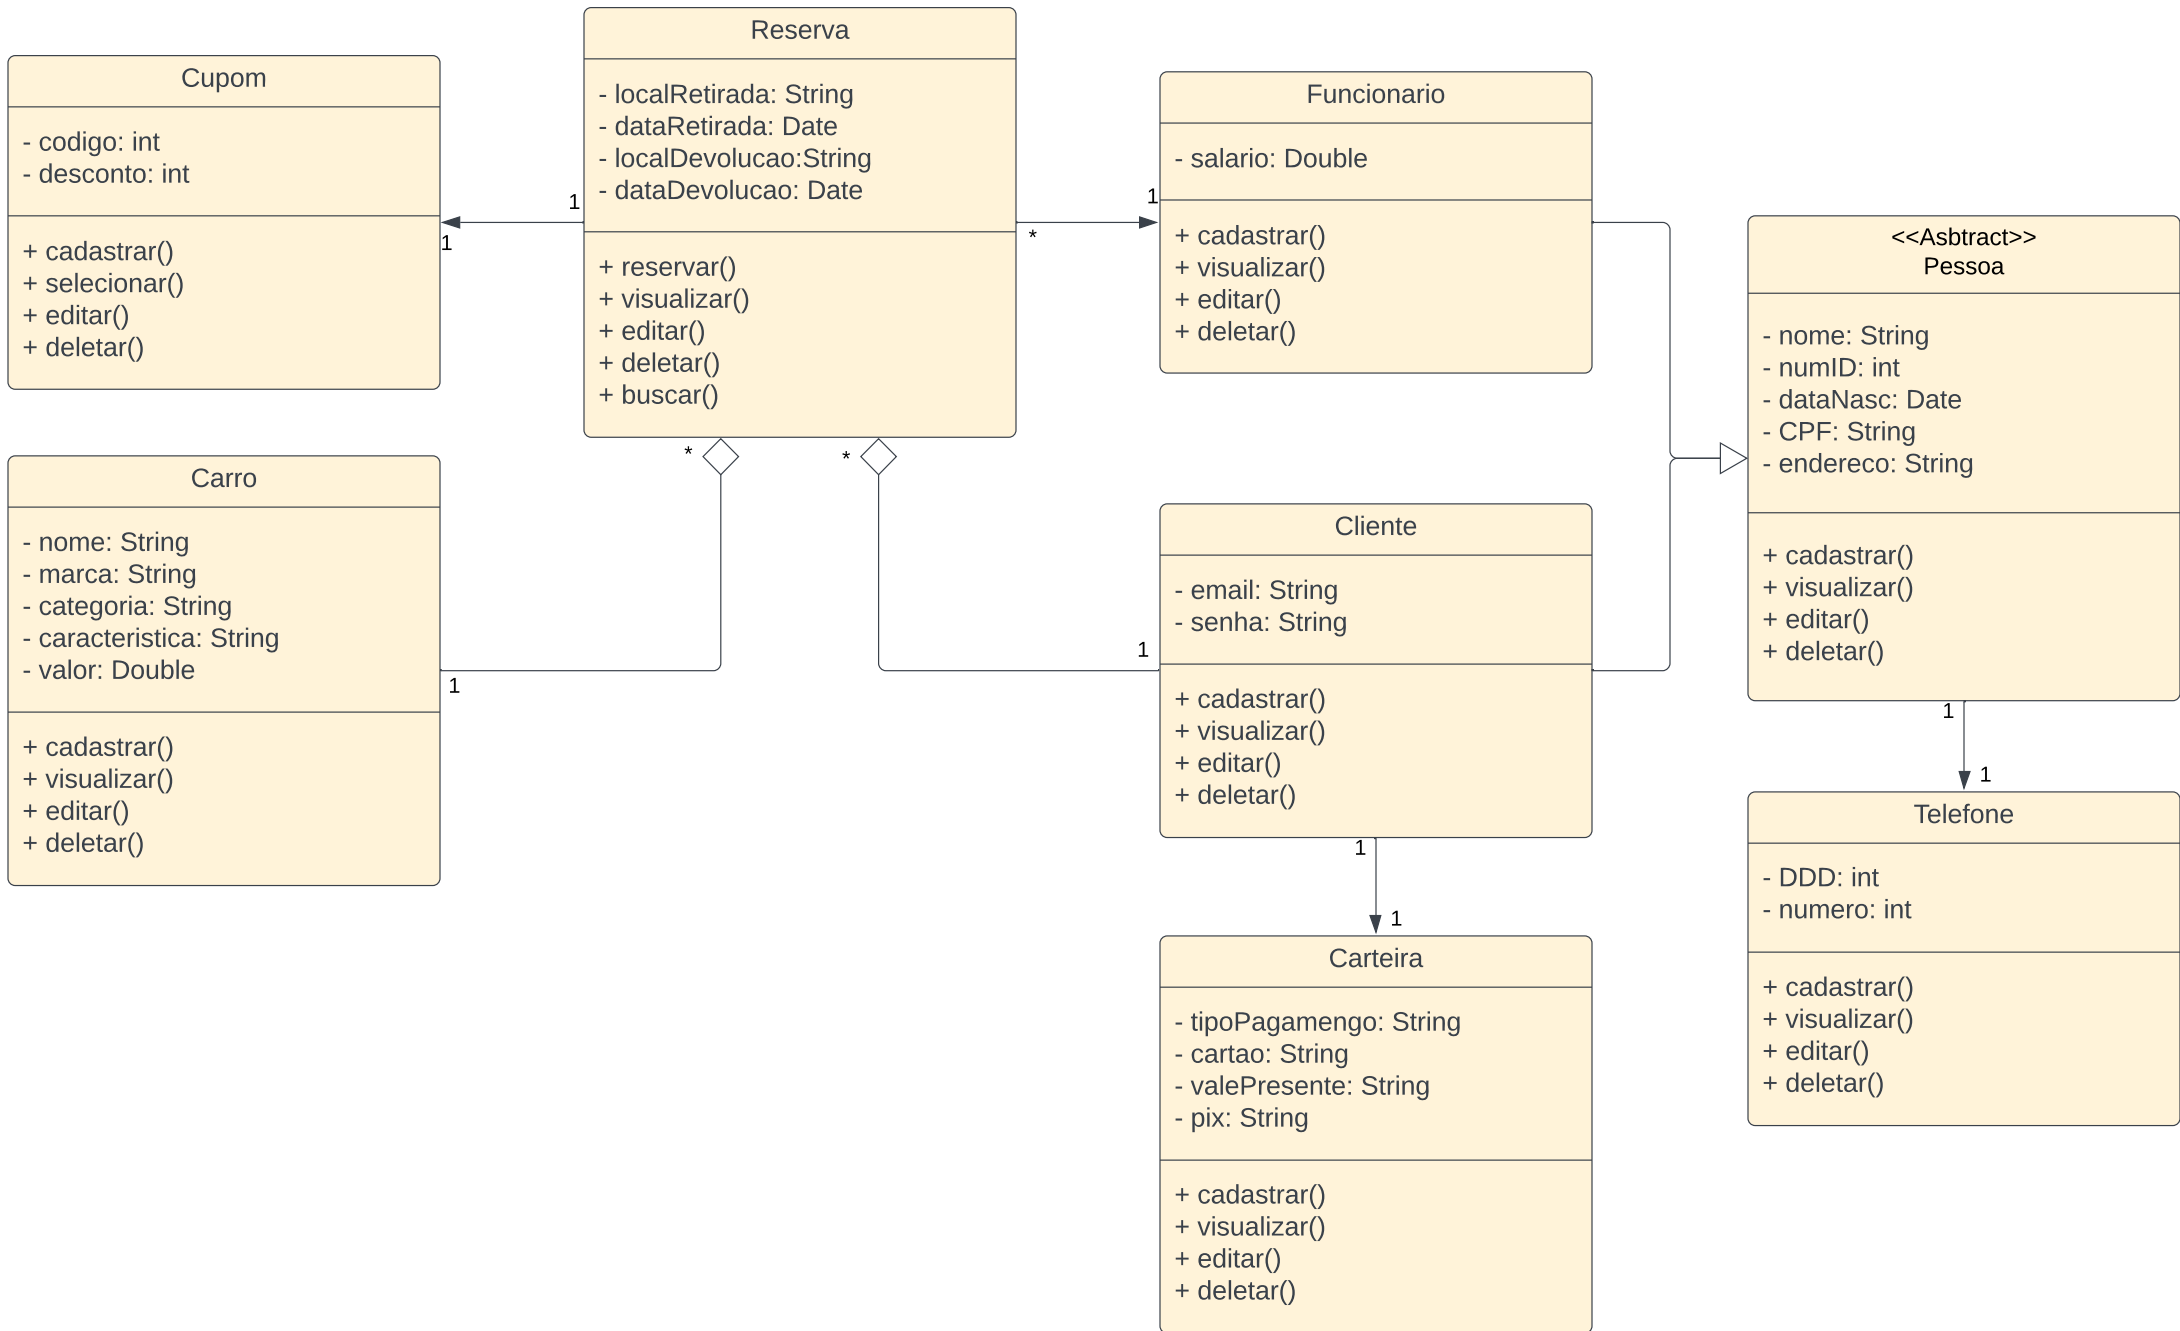 Cupom
- codigo: int
- desconto: int
+ cadastrar()
+ selecionar()
+ editar()
+ deletar()
Reserva
- localRetirada: String
- dataRetirada: Date
- localDevolucao:String
- dataDevolucao: Date
+ reservar()
+ visualizar()
+ editar()
+ deletar()
+ buscar()
1
1
*
1
Funcionario
- salario: Double
+ cadastrar()
+ visualizar()
+ editar()
+ deletar()
<<Asbtract>>
Pessoa
- nome: String
- numID: int
- dataNasc: Date
- CPF: String
- endereco: String
+ cadastrar()
+ visualizar()
+ editar()
+ deletar()
Carro
- nome: String
- marca: String
- categoria: String
- caracteristica: String
- valor: Double
+ cadastrar()
+ visualizar()
+ editar()
+ deletar()
*
*
1
1
Cliente
- email: String
- senha: String
+ cadastrar()
+ visualizar()
+ editar()
+ deletar()
1
1
Telefone
- DDD: int
- numero: int
+ cadastrar()
+ visualizar()
+ editar()
+ deletar()
1
1
Carteira
- tipoPagamengo: String
- cartao: String
- valePresente: String
- pix: String
+ cadastrar()
+ visualizar()
+ editar()
+ deletar()